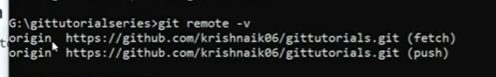 G:\gittutorialseries>git remote -v
origin  https://github.com/krishnaik06/gittutorials.git (fetch)
origin  https://github.com/krishnaik06/gittutorials.git (push)